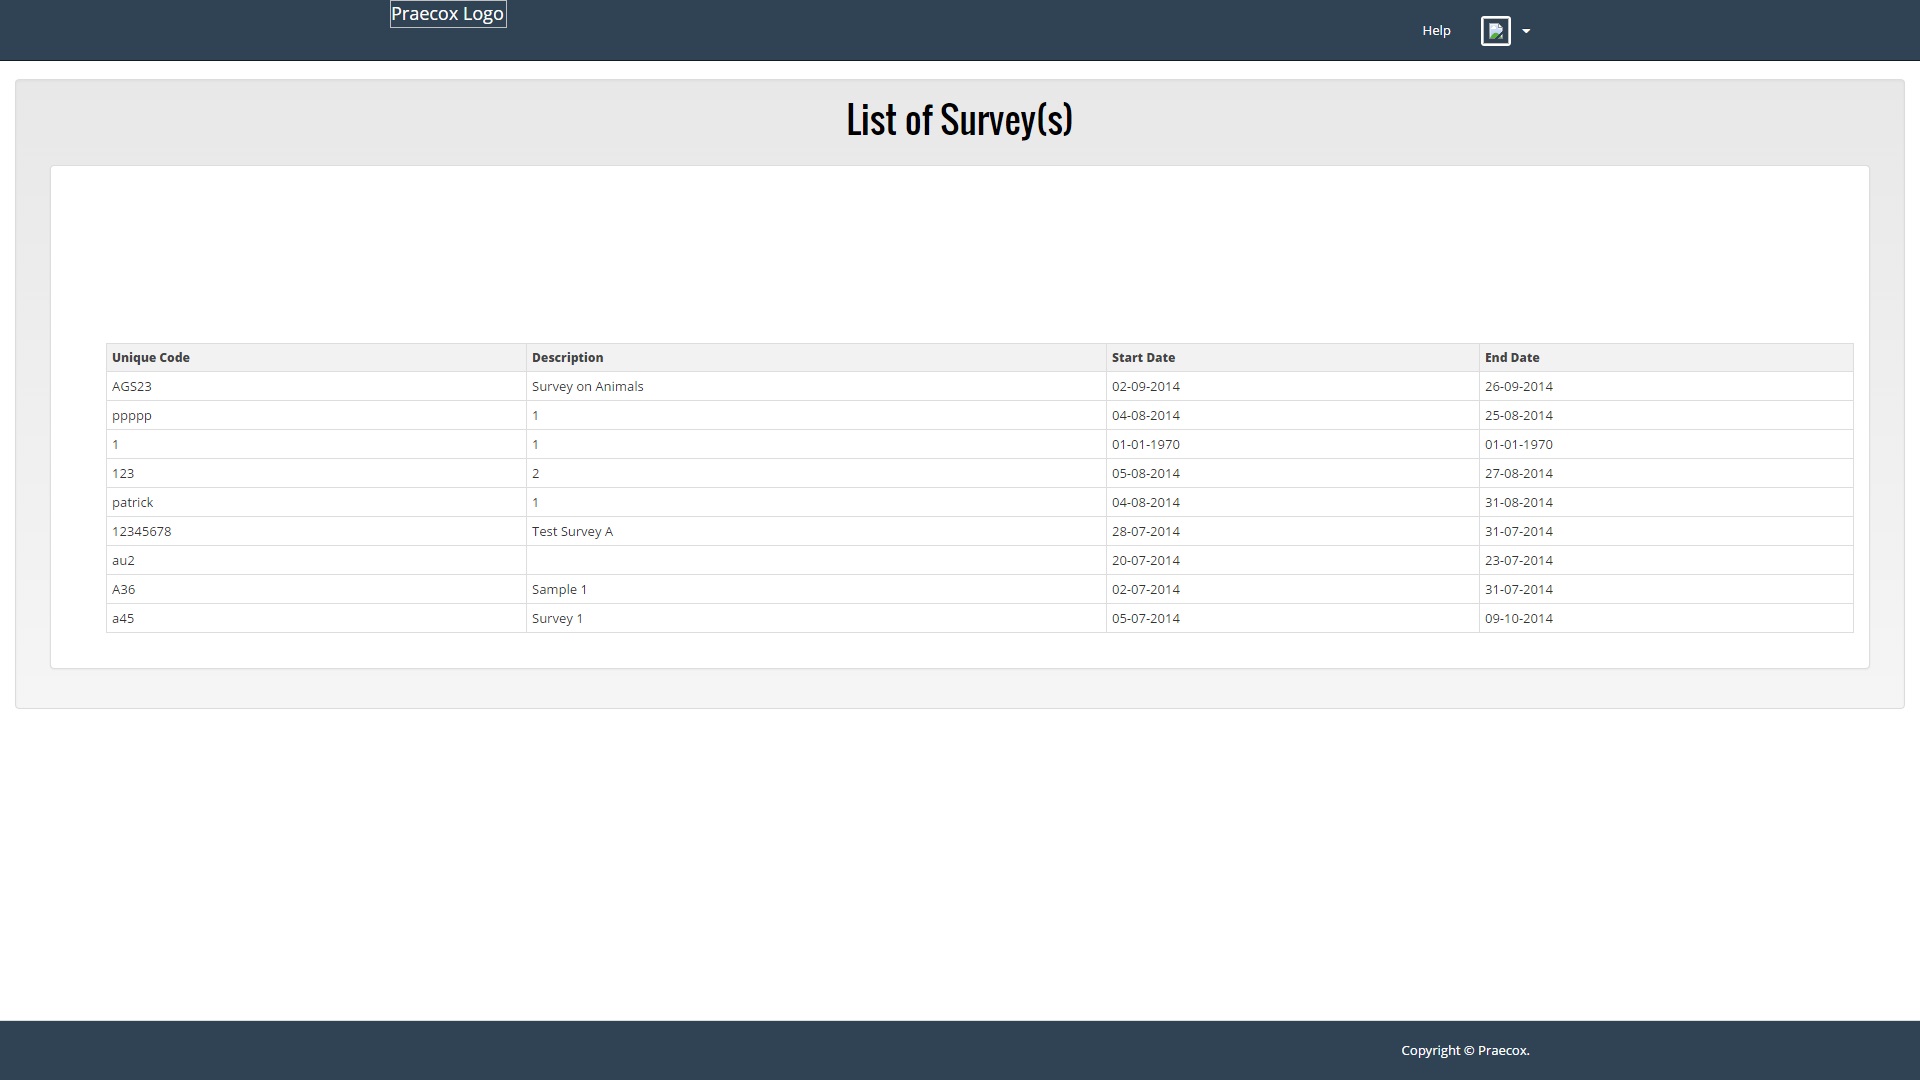 Praecox Logo
Help
List of Survey(s)
Unique Code Description Start Date End Date
AGS23 Survey on Animals 02-09-2014 26-09-2014
ppppp 1 04-08-2014 25-08-2014
1 1 01-01-1970 01-01-1970
123 2 05-08-2014 27-08-2014
patrick 1 04-08-2014 31-08-2014
12345678 Test Survey A 28-07-2014 31-07-2014
au2 20-07-2014 23-07-2014
A36 Sample 1 02-07-2014 31-07-2014
a45 Survey 1 05-07-2014 09-10-2014
Copyright © Praecox.